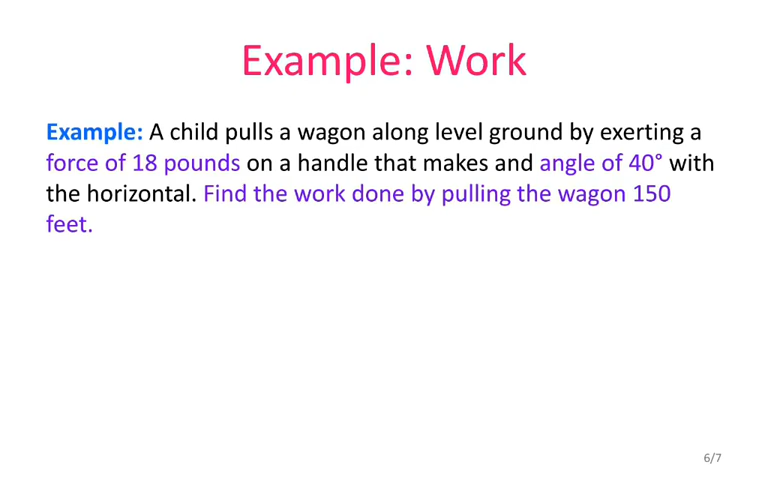 Example: Work
Example: A child pulls a wagon along level ground by exerting a
force of 18 pounds on a handle that makes and angle of 40° with
the horizontal. Find the work done by pulling the wagon 150
feet.
6/7